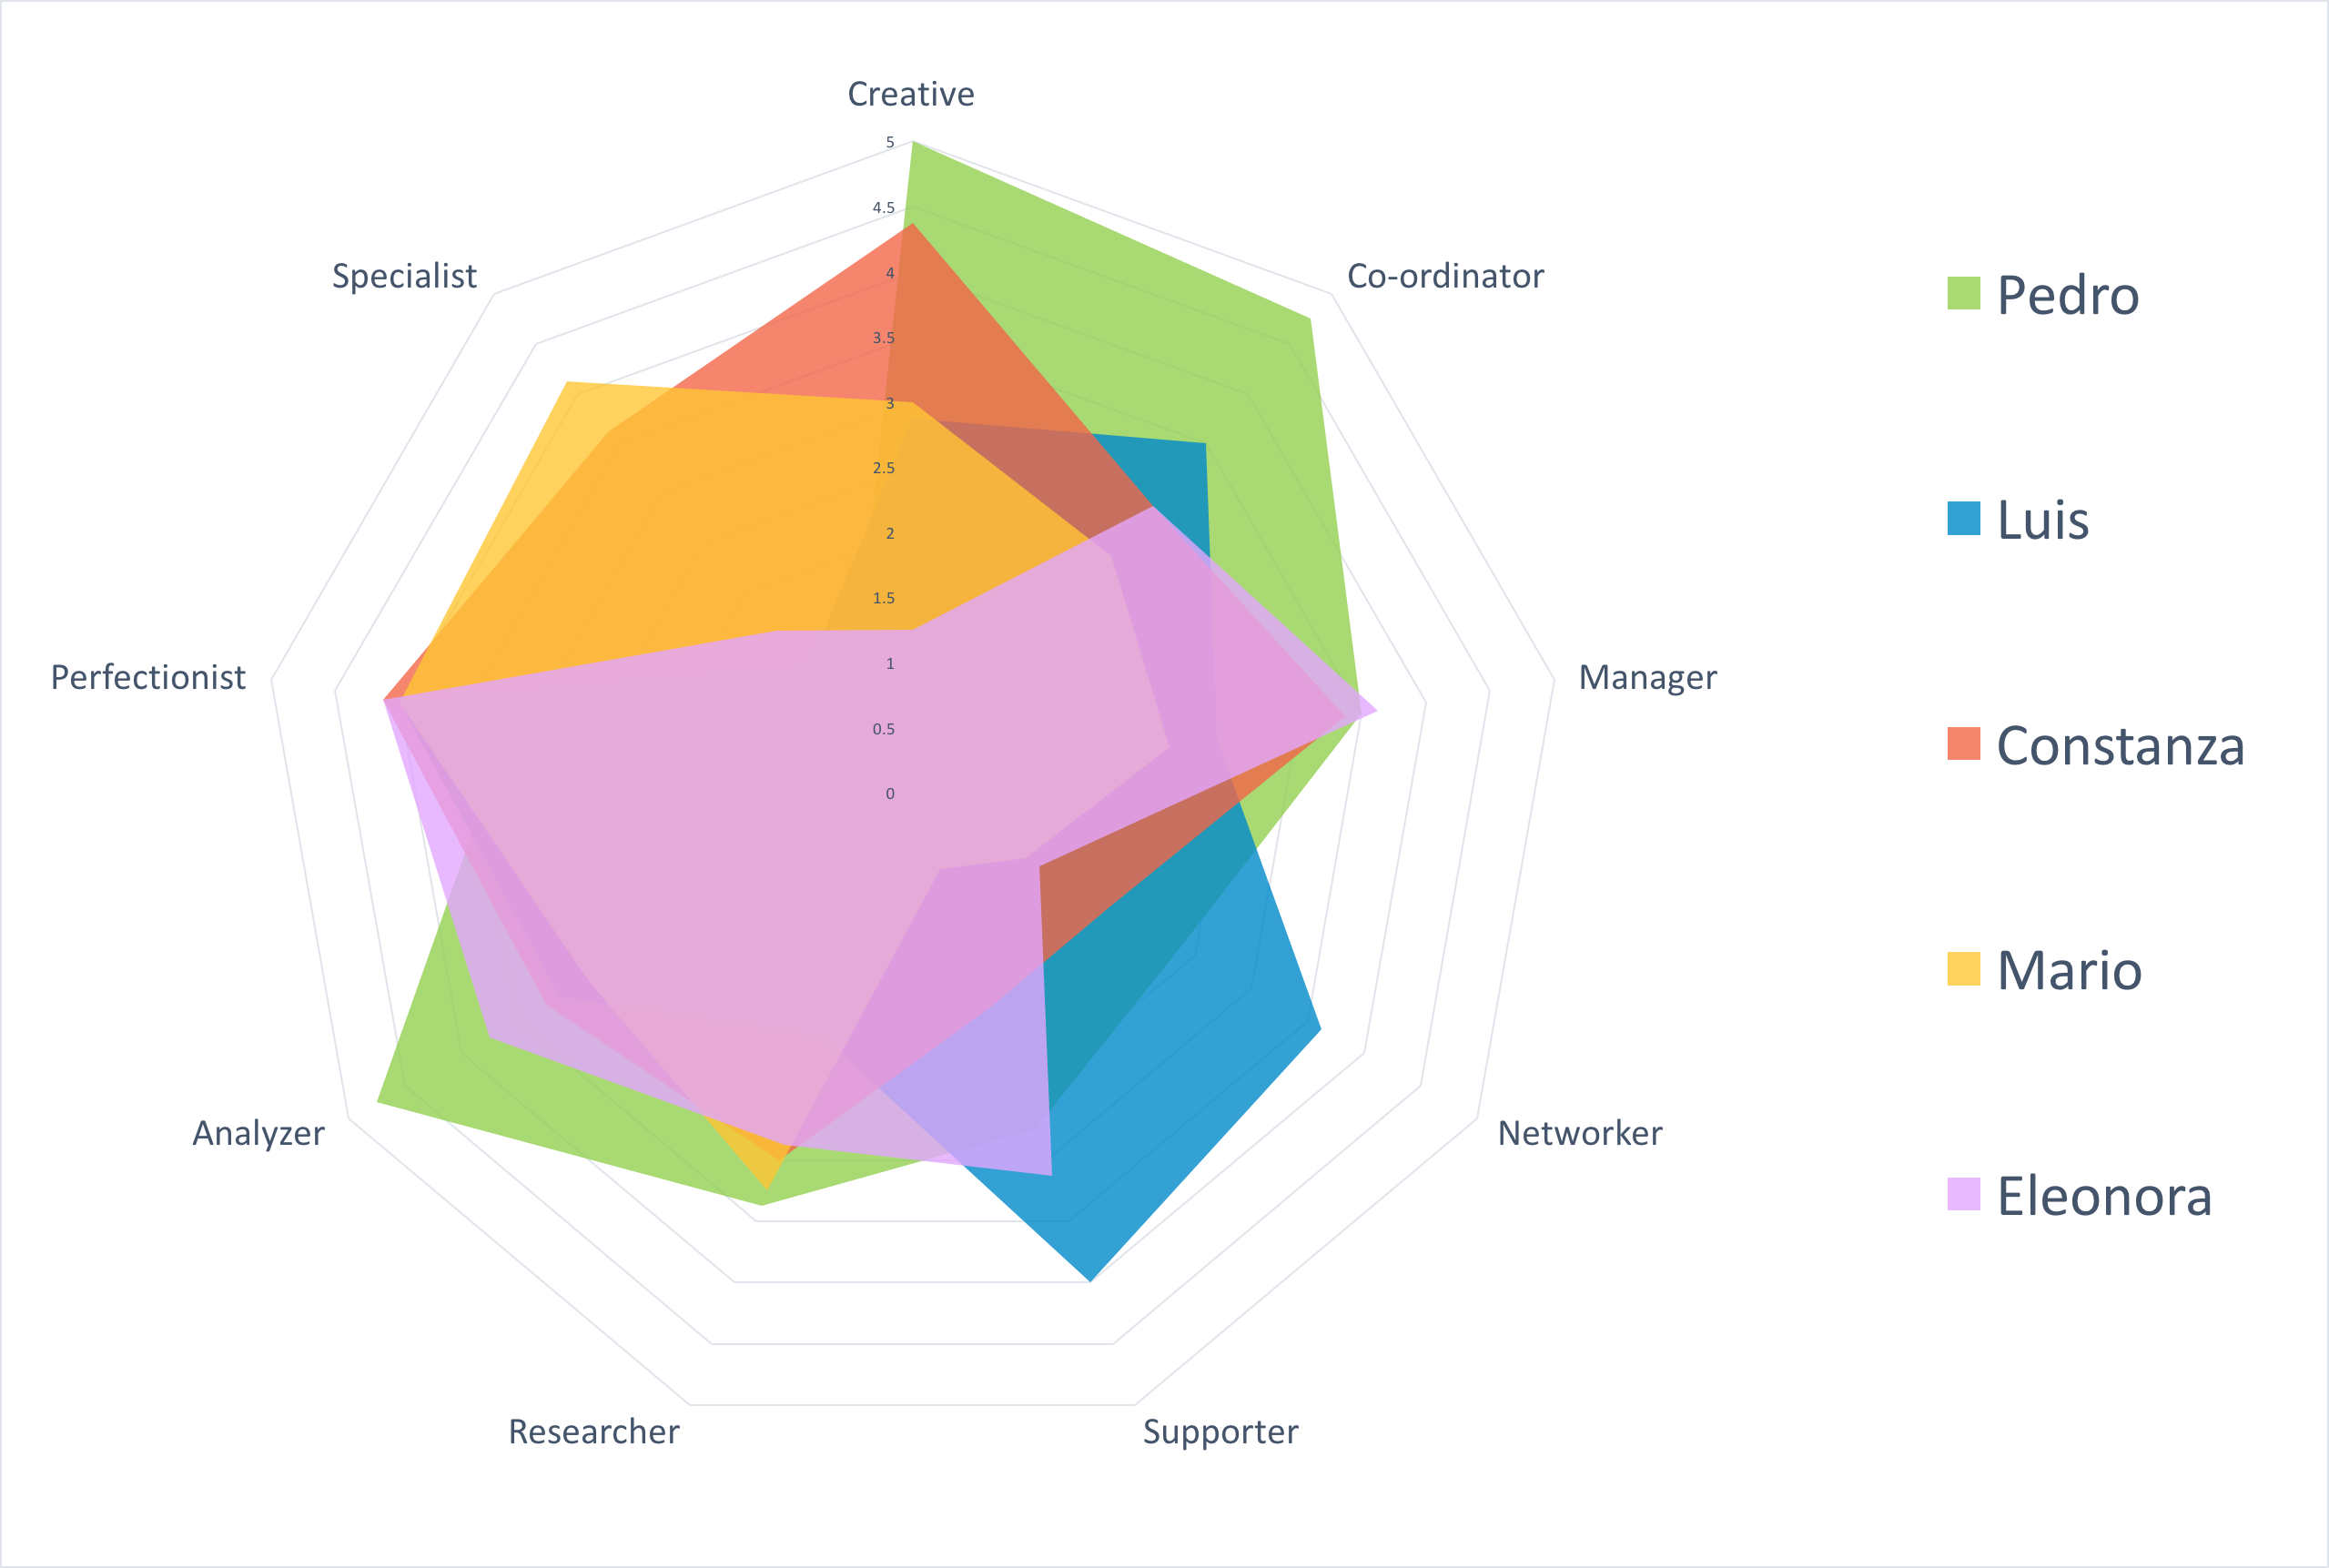 Creative
Co-ordinator
Manager
Networker
Supporter
Researcher
Analyzer
Perfectionist
Specialist
5
4.5
4
3.5
3
2.5
2
1.5
1
0.5
0
Pedro
Luis
Constanza
Mario
Eleonora